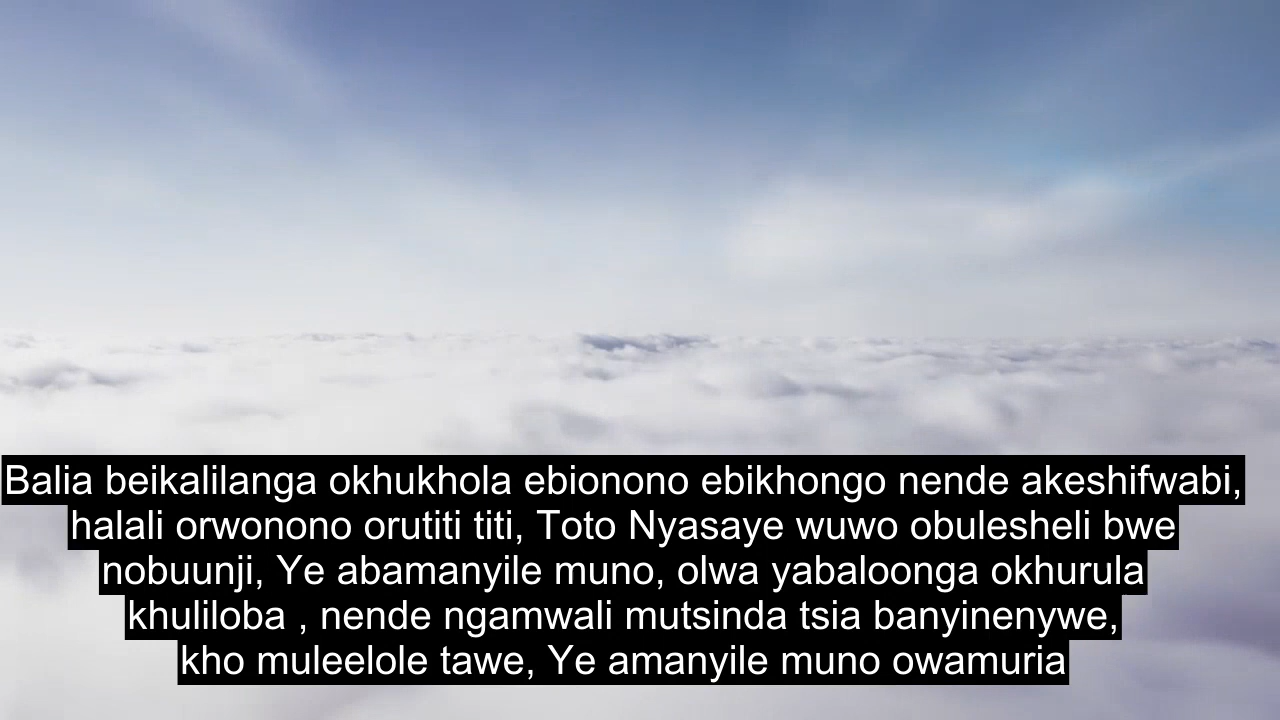 Balia beikalilanga okhukhola ebionono ebikhongo nende akeshifwabi,
halali orwonono orutiti titi, Toto Nyasaye wuwo obulesheli bwe
nobuunji, Ye abamanyile muno, olwa yabaloonga okhurula
khuliloba , nende ngamwali mutsinda tsia banyinenywe,
kho muleelole tawe, Ye amanyile muno owamuria